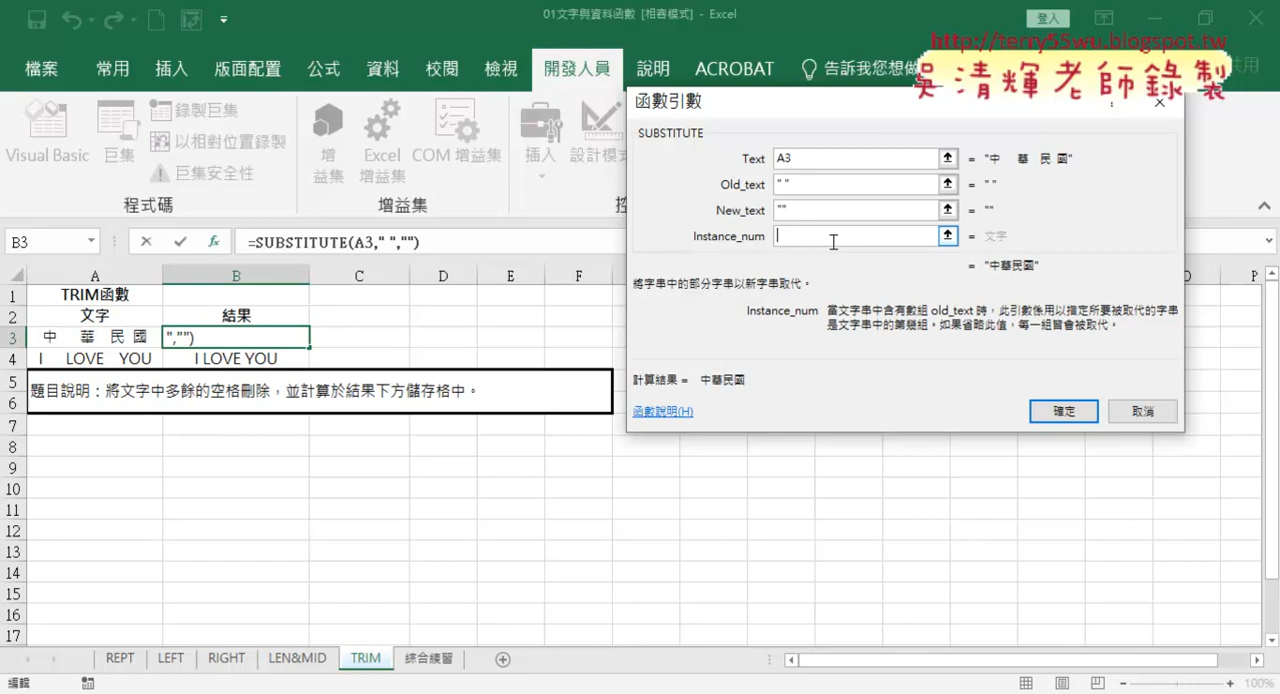 01文字與資料函數 [相容模式] - Excel
登入
http://terry55wu.blogspot.tw
吳清輝老師錄製
檔案 常用 插入 版面配置 公式 資料 校閱 檢視 開發人員 說明 ACROBAT 告訴我您想做 共用
Visual Basic 巨集 錄製巨集
以相對位置錄製
巨集安全性
程式碼
增益集 Excel 增益集 COM 增益集
增益集
插入 設計模式
函數引數
SUBSTITUTE
Text A3 = "中 華 民 國"
Old_text " " = " "
New_text "" = ""
Instance_num = 文字
= "中華民國"
將字串中的部分字串以新字串取代。
Instance_num 當文字串中含有數組 old_text 時，此引數係用以指定所要被取代的字串
是文字串中的第幾組。如果省略此值，每一組皆會被取代。
計算結果 = 中華民國
函數說明(H)
確定 取消
B3 fx =SUBSTITUTE(A3," ","")
A B C D E F P
1 TRIM函數
2 文字 結果
3 中 華 民 國 ","")
4 I LOVE YOU I LOVE YOU
5 題目說明：將文字中多餘的空格刪除，並計算於結果下方儲存格中。
6
7
8
9
10
11
12
13
14
15
16
17
REPT LEFT RIGHT LEN&MID TRIM 綜合練習
編輯 100%